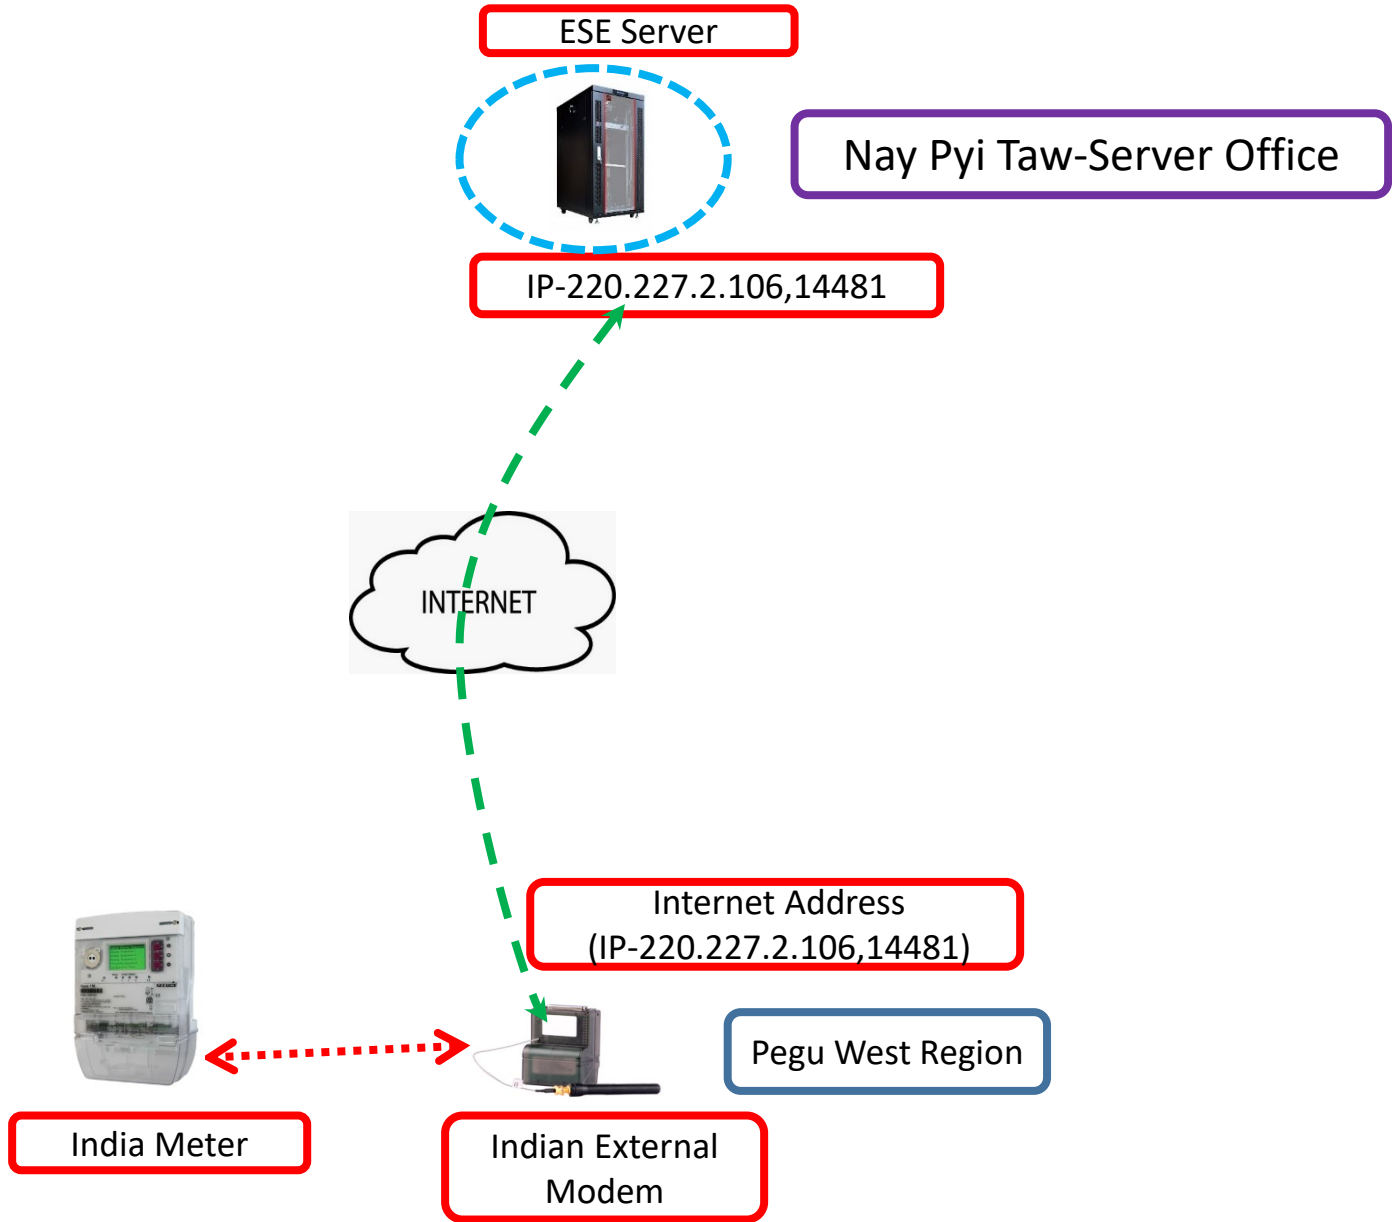 ESE Server
Nay Pyi Taw-Server Office
IP-220.227.2.106,14481
INTERNET
Internet Address
(IP-220.227.2.106,14481)
Pegu West Region
India Meter
Indian External
Modem